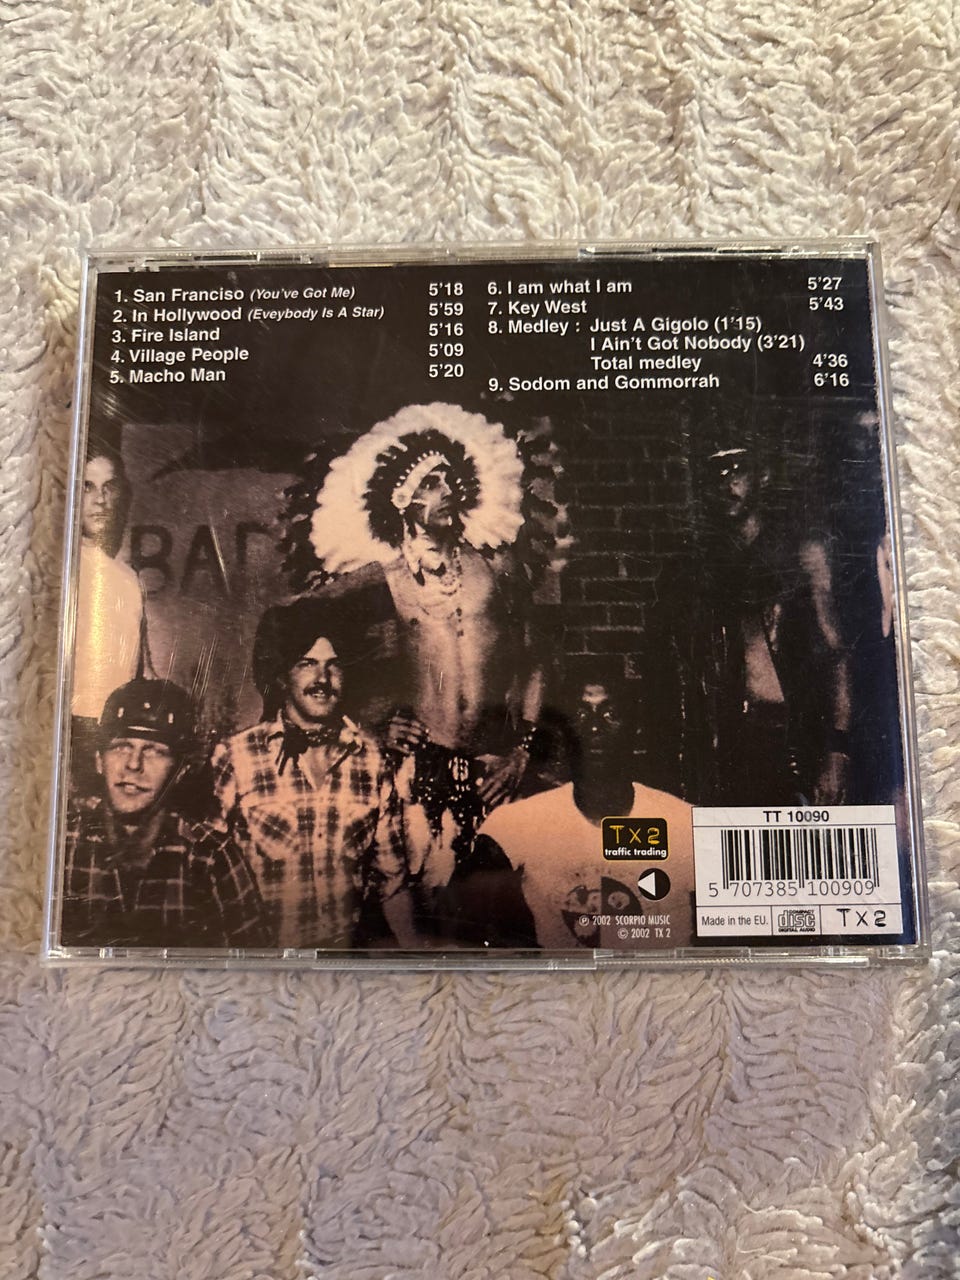 1. San Franciso (You've Got Me) 5'18
2. In Hollywood (Eveybody Is A Star) 5'59
3. Fire Island 5'16
4. Village People 5'09
5. Macho Man 5'20
6. I am what I am 5'27
7. Key West 5'43
8. Medley : Just A Gigolo (1'15)
I Ain't Got Nobody (3'21)
Total medley 4'36
9. Sodom and Gommorrah 6'16
BAD
TX2
traffic trading
℗ 2002 SCORPIO MUSIC
© 2002 TX 2
TT 10090
5 707385 100909
Made in the EU.
COMPACT
disc
DIGITAL AUDIO
TX2